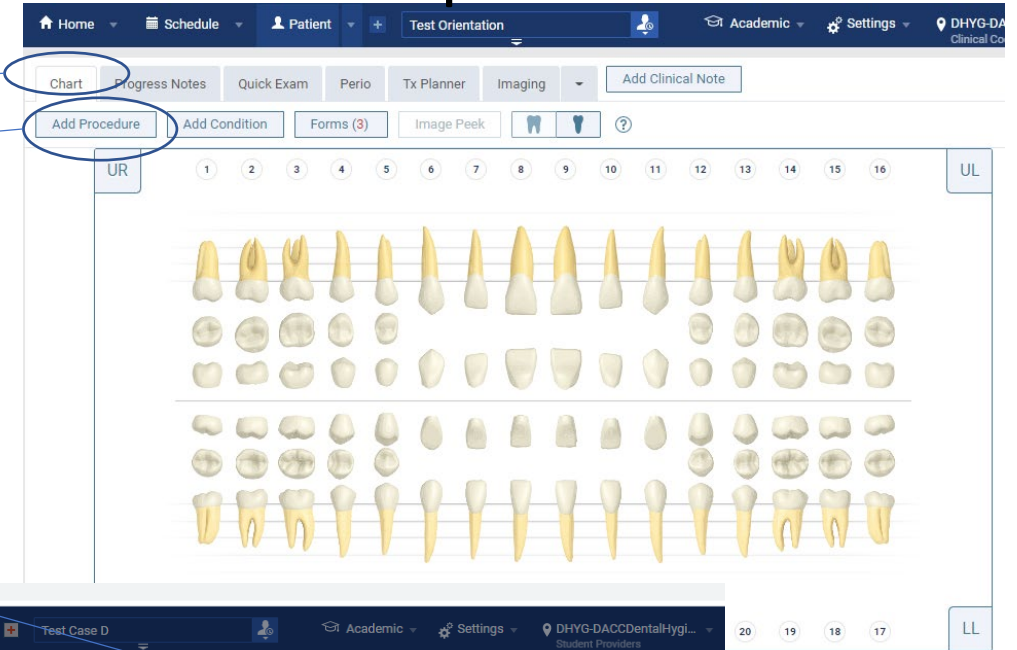 Home Schedule Patient + Test Orientation Academic Settings DHYG-DA
Clinical Co
Chart Progress Notes Quick Exam Perio Tx Planner Imaging Add Clinical Note
Add Procedure Add Condition Forms (3) Image Peek ?
UR 1 2 3 4 5 6 7 8 9 10 11 12 13 14 15 16 UL
Test Case D Academic Settings DHYG-DACCDentalHygi... 20 19 18 17 LL
Student Providers